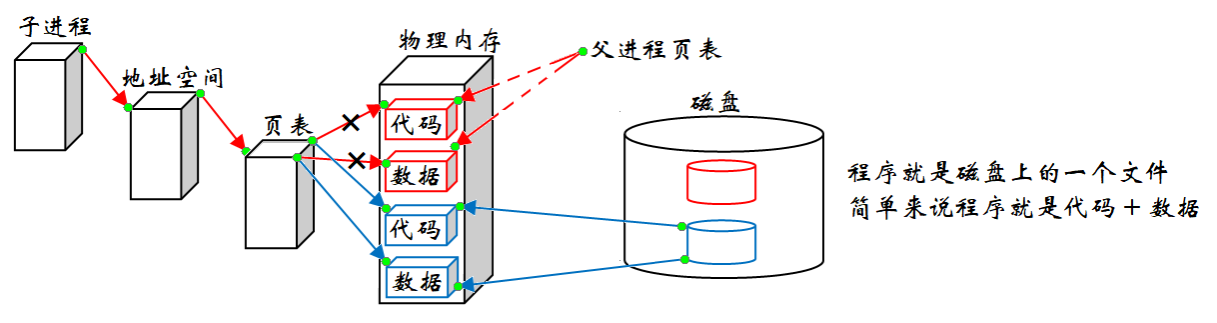 子进程
地址空间
页表
物理内存
代码
数据
代码
数据
父进程页表
磁盘
程序就是磁盘上的一个文件
简单来说程序就是代码 + 数据